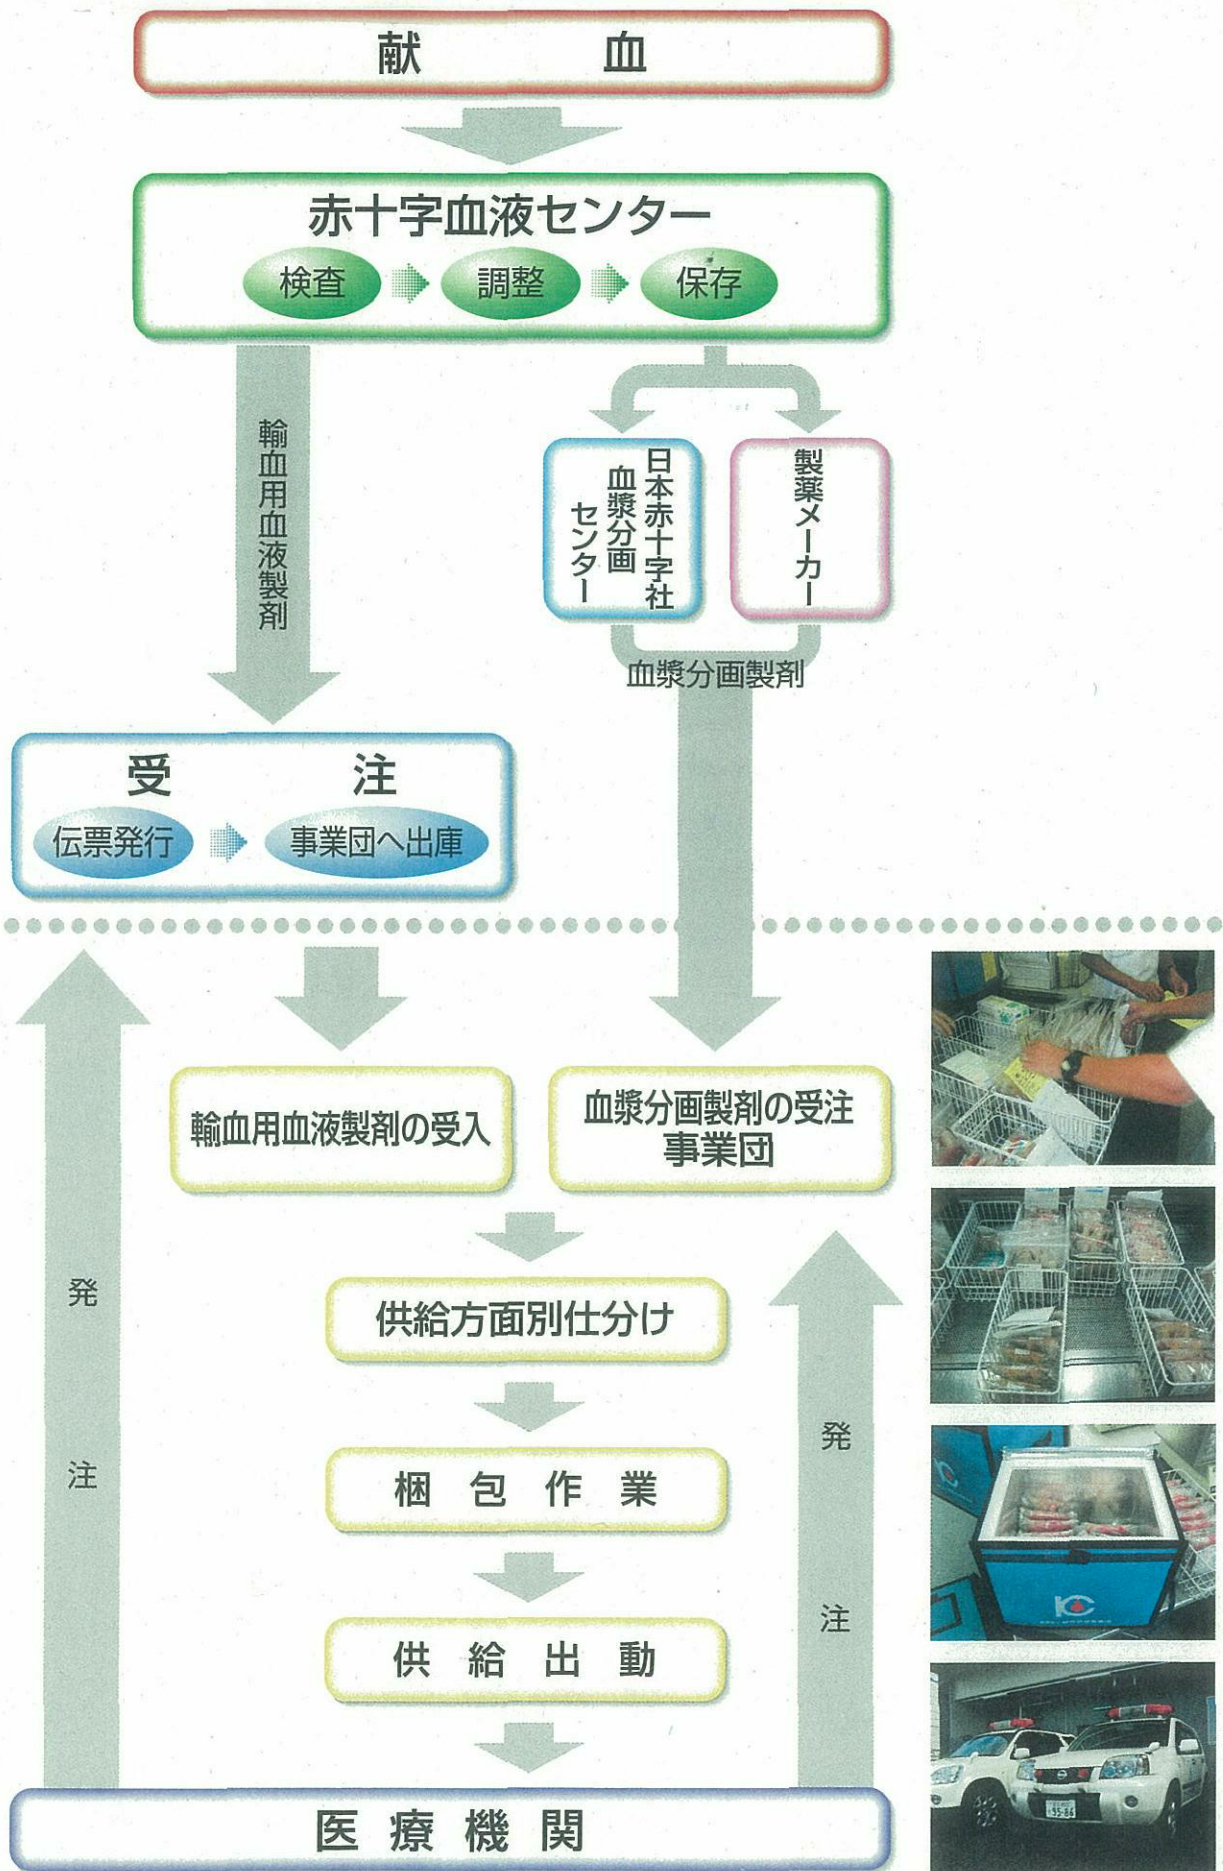 献血
赤十字血液センター
検査
調整
保存
輸血用血液製剤
日本赤十字社
血漿分画
センター
製薬メーカー
血漿分画製剤
受注
伝票発行
事業団へ出庫
発注
輸血用血液製剤の受入
血漿分画製剤の受注
事業団
供給方面別仕分け
梱包作業
供給出動
発注
医療機関